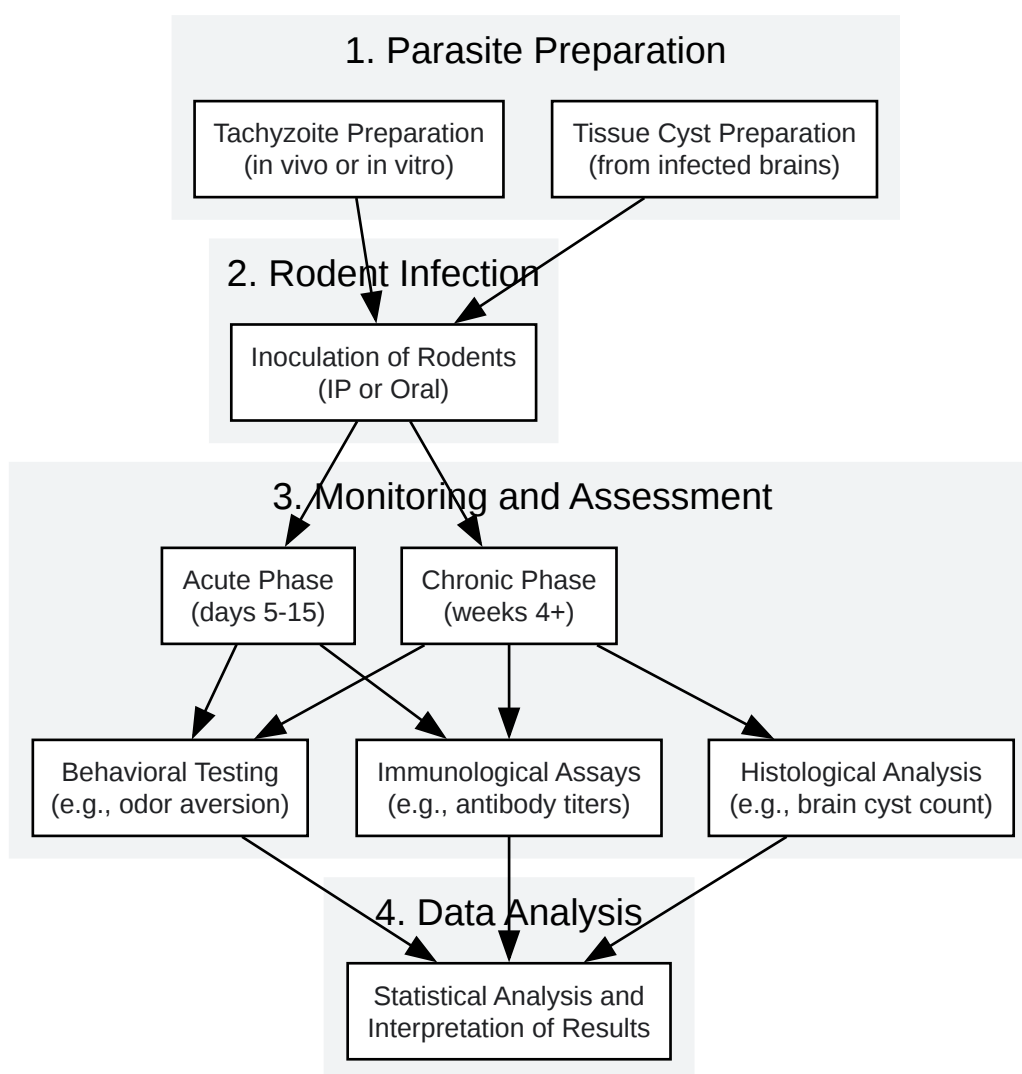 1. Parasite Preparation
Tachyzoite Preparation
(in vivo or in vitro)
Tissue Cyst Preparation
(from infected brains)
2. Rodent Infection
Inoculation of Rodents
(IP or Oral)
3. Monitoring and Assessment
Acute Phase
(days 5-15)
Chronic Phase
(weeks 4+)
Behavioral Testing
(e.g., odor aversion)
Immunological Assays
(e.g., antibody titers)
Histological Analysis
(e.g., brain cyst count)
4. Data Analysis
Statistical Analysis and
Interpretation of Results